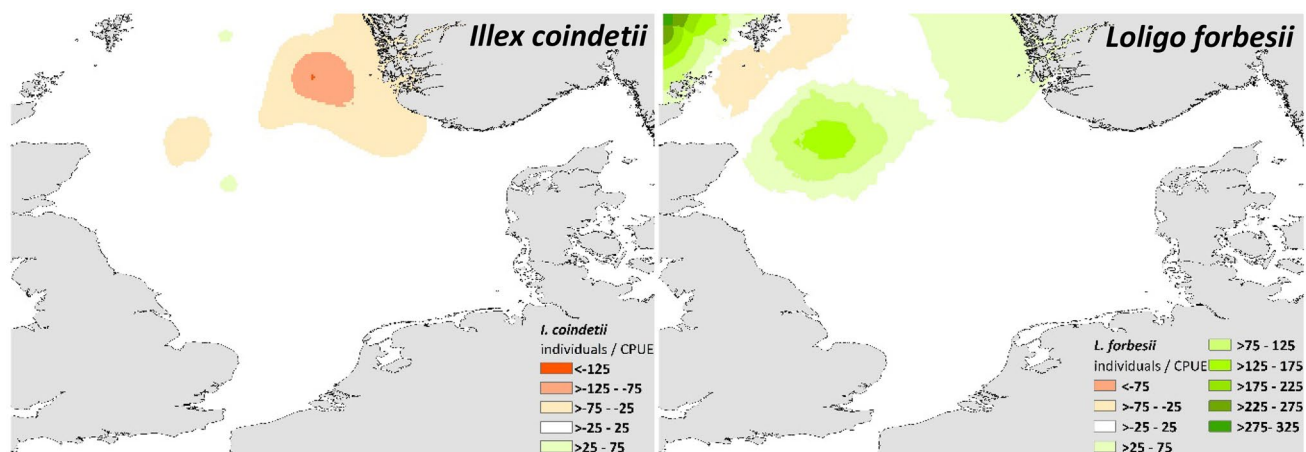 Illex coindetii
I. coindetii
individuals / CPUE
<-125
>-125 - -75
>-75 - -25
>-25 - 25
>25 - 75
Loligo forbesii
L. forbesii
individuals / CPUE
<-75
>-75 - -25
>-25 - 25
>25 - 75
>75 - 125
>125 - 175
>175 - 225
>225 - 275
>275- 325